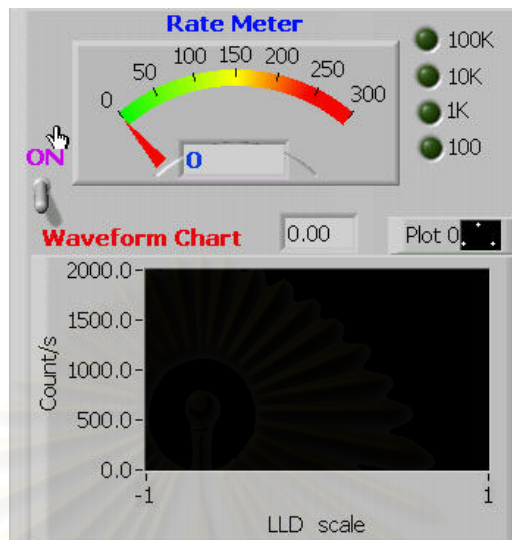 Rate Meter
0 50 100 150 200 250 300
0
100K
10K
1K
100
ON
Waveform Chart
0.00
Plot 0
2000.0
1500.0
1000.0
500.0
0.0
Count/s
-1 1
LLD scale